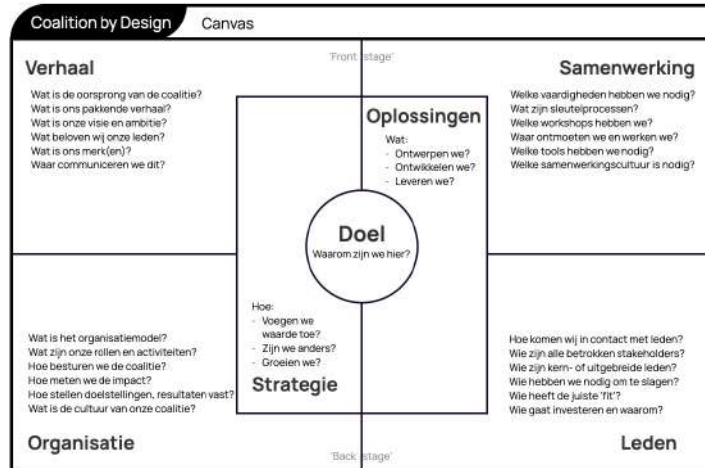 Coalition by Design
Canvas
'Front stage'
Verhaal
Wat is de oorsprong van de coalitie?
Wat is ons pakkende verhaal?
Wat is onze visie en ambitie?
Wat beloven wij onze leden?
Wat is ons merk(en)?
Waar communiceren we dit?
Samenwerking
Welke vaardigheden hebben we nodig?
Wat zijn sleutelprocessen?
Welke workshops hebben we?
Waar ontmoeten we en werken we?
Welke tools hebben we nodig?
Welke samenwerkingscultuur is nodig?
Oplossingen
Wat:
- Ontwerpen we?
- Ontwikkelen we?
- Leveren we?
Doel
Waarom zijn we hier?
Hoe:
- Voegen we
waarde toe?
- Zijn we anders?
- Groeien we?
Strategie
Wat is het organisatiemodel?
Wat zijn onze rollen en activiteiten?
Hoe besturen we de coalitie?
Hoe meten we de impact?
Hoe stellen doelstellingen, resultaten vast?
Wat is de cultuur van onze coalitie?
Organisatie
Hoe komen wij in contact met leden?
Wie zijn alle betrokken stakeholders?
Wie zijn kern- of uitgebreide leden?
Wie hebben we nodig om te slagen?
Wie heeft de juiste 'fit'?
Wie gaat investeren en waarom?
Leden
'Back stage'